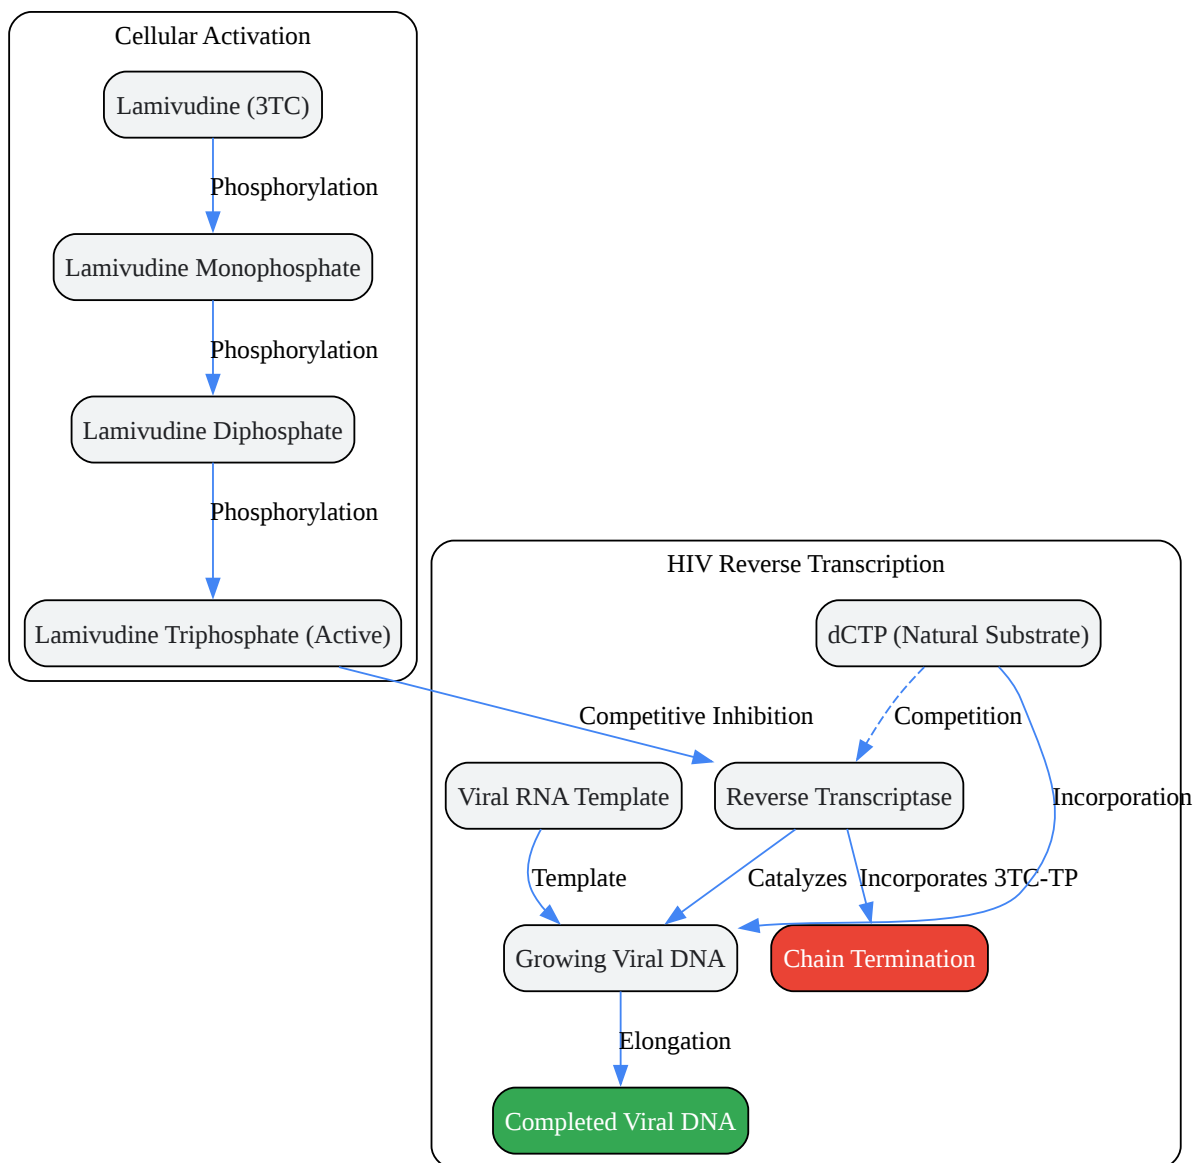 Cellular Activation
Lamivudine (3TC)
Phosphorylation
Lamivudine Monophosphate
Phosphorylation
Lamivudine Diphosphate
Phosphorylation
Lamivudine Triphosphate (Active)
HIV Reverse Transcription
dCTP (Natural Substrate)
Competitive Inhibition
Competition
Viral RNA Template
Reverse Transcriptase
Incorporation
Template
Catalyzes
Incorporates 3TC-TP
Growing Viral DNA
Chain Termination
Elongation
Completed Viral DNA